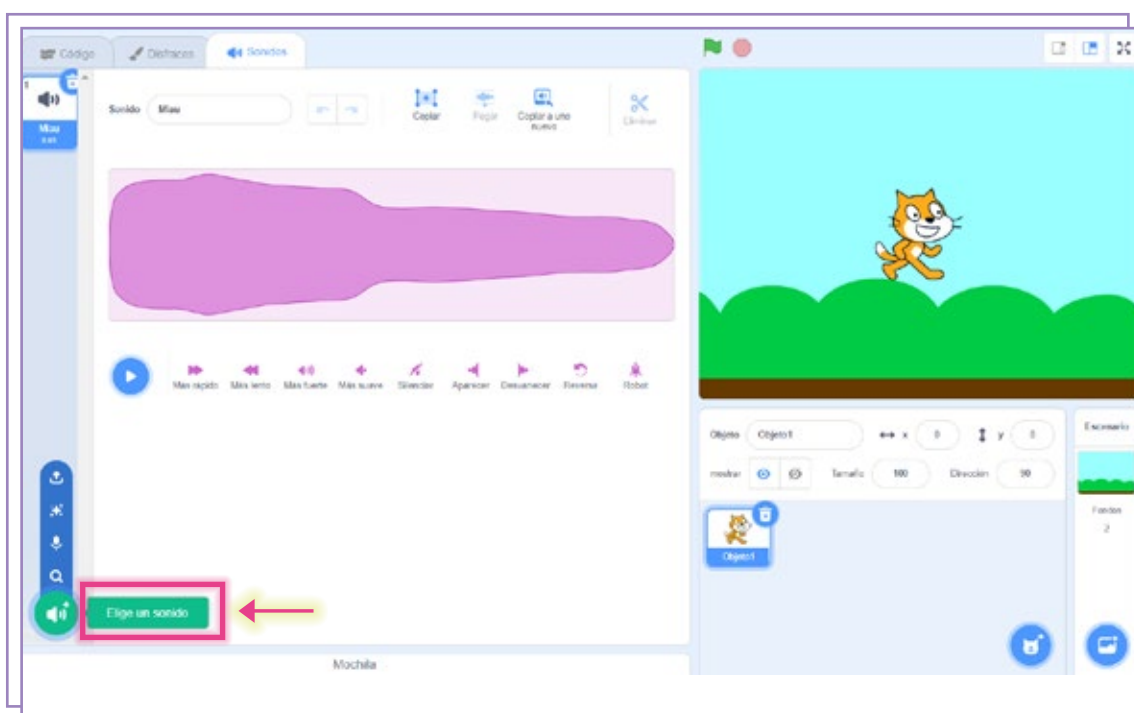 Código Disfraces Sonidos
1
Miau
Sonido Miau
Copiar Pegar Copiar a uno nuevo Eliminar
Más rápido Más lento Más fuerte Más suave Silenciar Aparecer Desvanecer Reversa Robot
Elige un sonido
Mochila
Objeto Objeto1 x 0 y 0
mostrar Tamaño 100 Dirección 90
Objeto1
Escenario
Fondos
2